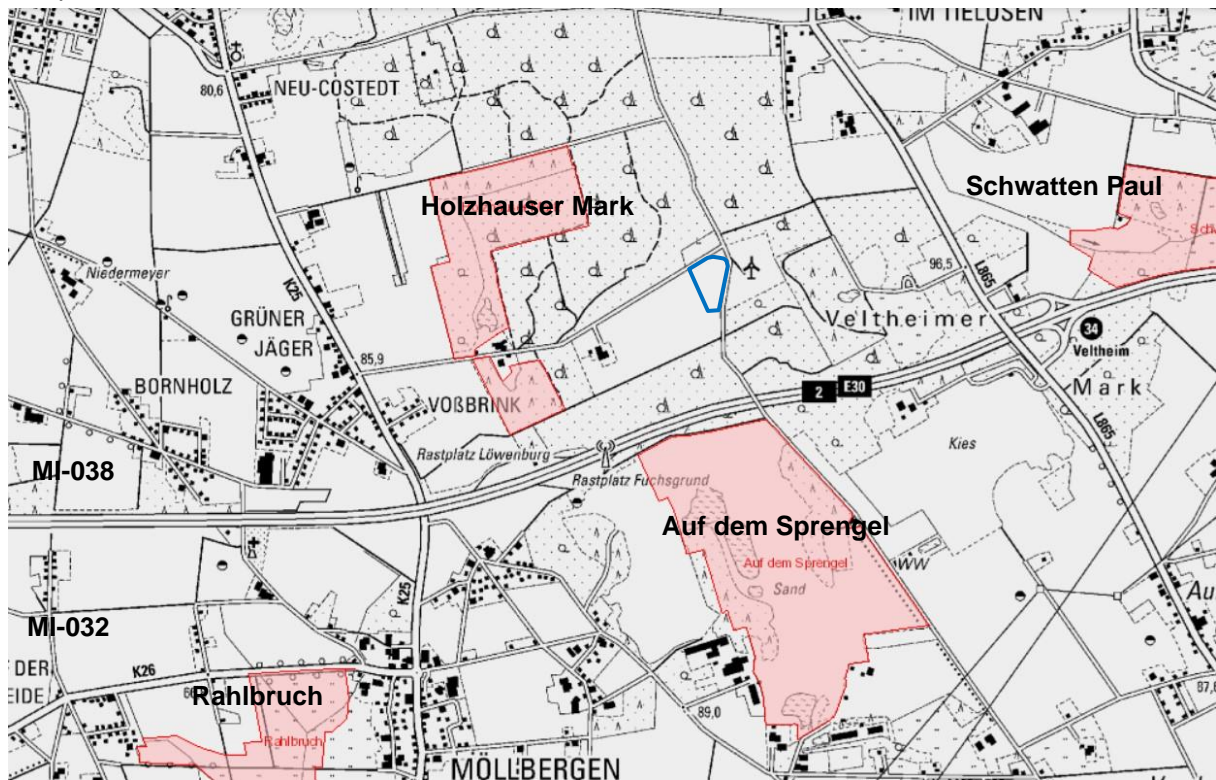 IM TIELOSEN
80,6
NEU-COSTEDT
Schwatten Paul
Holzhauser Mark
Niedermeyer
K25
96,5
L865
GRÜNER
JÄGER
Veltheimer
34
Veltheim
85,9
BORNHOLZ
2
E30
Mark
VOßBRINK
L865
Rastplatz Löwenburg
Kies
MI-038
Rastplatz Fuchsgrund
Auf dem Sprengel
Auf dem Sprengel
WW
Sand
K25
MI-032
DER
K26
EIDE
Rahlbruch
89,0
Rahlbruch
MÖLLBERGEN